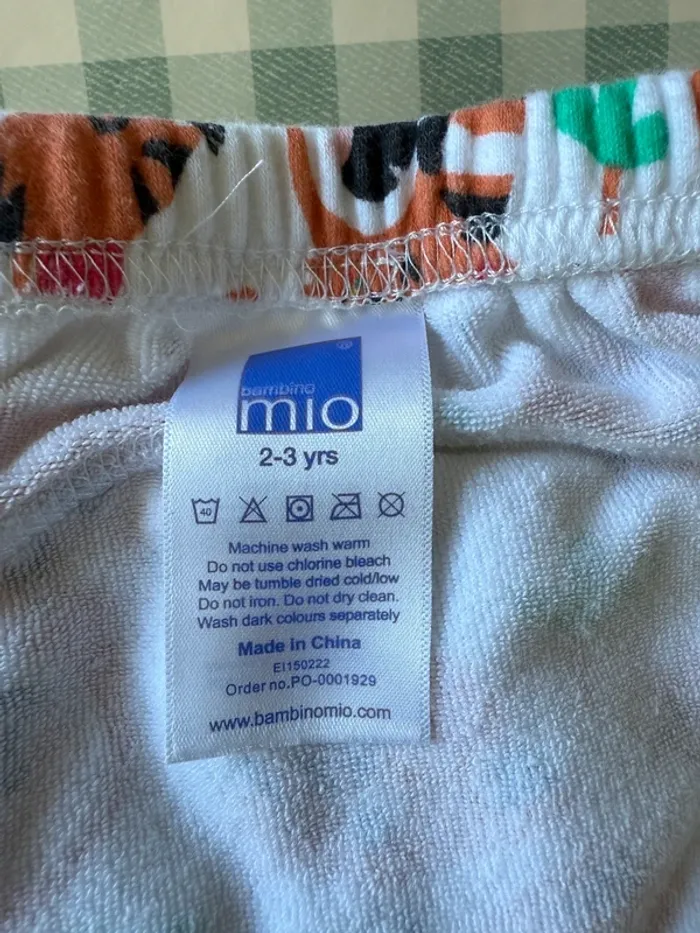 bambino
mio
2-3 yrs
40
Machine wash warm
Do not use chlorine bleach
May be tumble dried cold/low
Do not iron. Do not dry clean.
Wash dark colours separately
Made in China
EI150222
Order no.PO-0001929
www.bambinomio.com